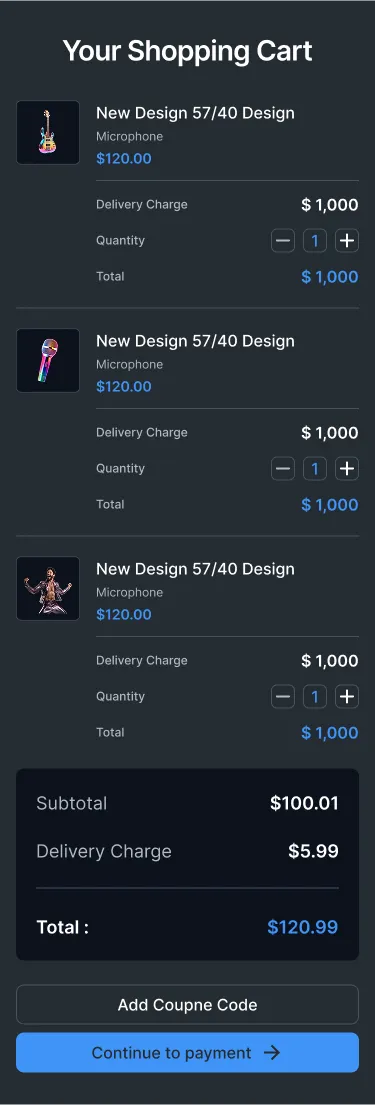 Your Shopping Cart
New Design 57/40 Design
Microphone
$120.00
Delivery Charge $ 1,000
Quantity 1
Total $ 1,000
New Design 57/40 Design
Microphone
$120.00
Delivery Charge $ 1,000
Quantity 1
Total $ 1,000
New Design 57/40 Design
Microphone
$120.00
Delivery Charge $ 1,000
Quantity 1
Total $ 1,000
Subtotal $100.01
Delivery Charge $5.99
Total : $120.99
Add Coupne Code
Continue to payment